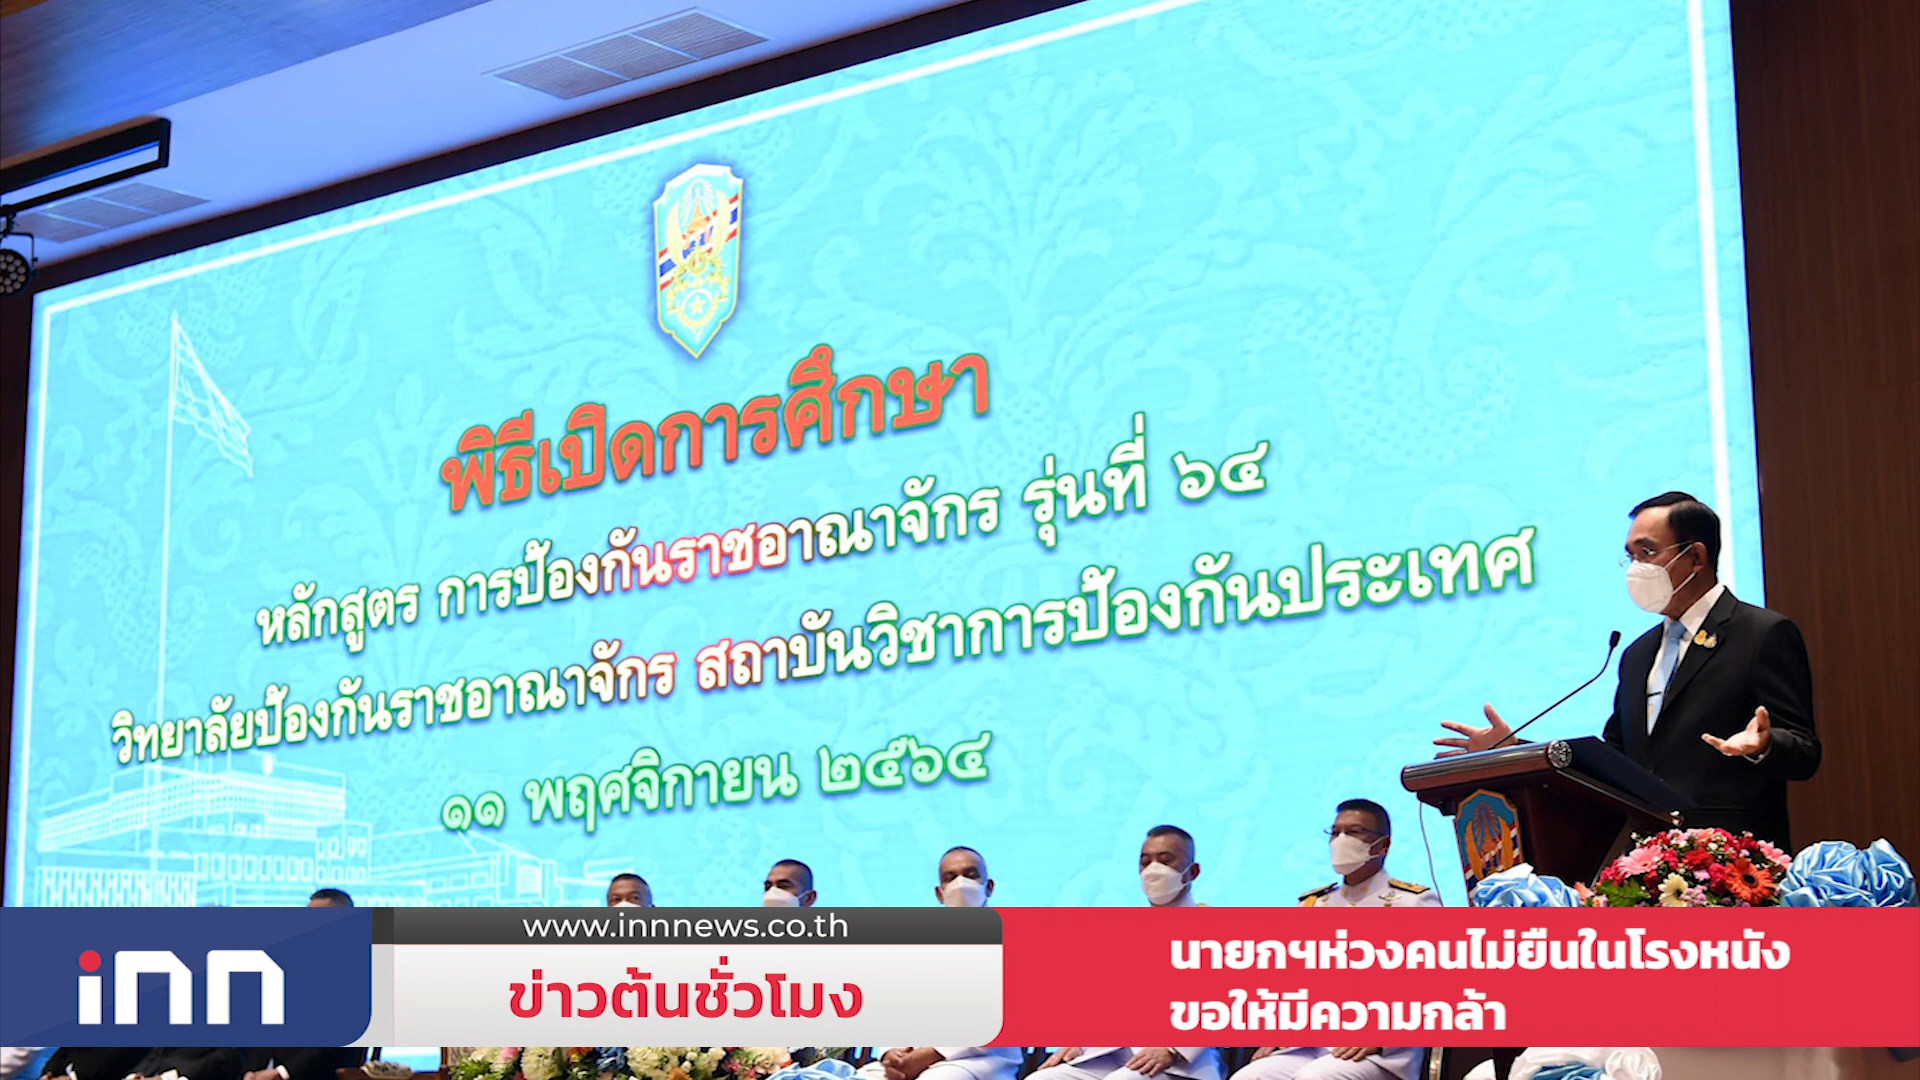 พิธีเปิดการศึกษา
หลักสูตร การป้องกันราชอาณาจักร รุ่นที่ ๖๔
วิทยาลัยป้องกันราชอาณาจักร สถาบันวิชาการป้องกันประเทศ
๑๑ พฤศจิกายน ๒๕๖๔
inn
www.innnews.co.th
ข่าวต้นชั่วโมง
นายกฯห่วงคนไม่ยืนในโรงหนัง
ขอให้มีความกล้า